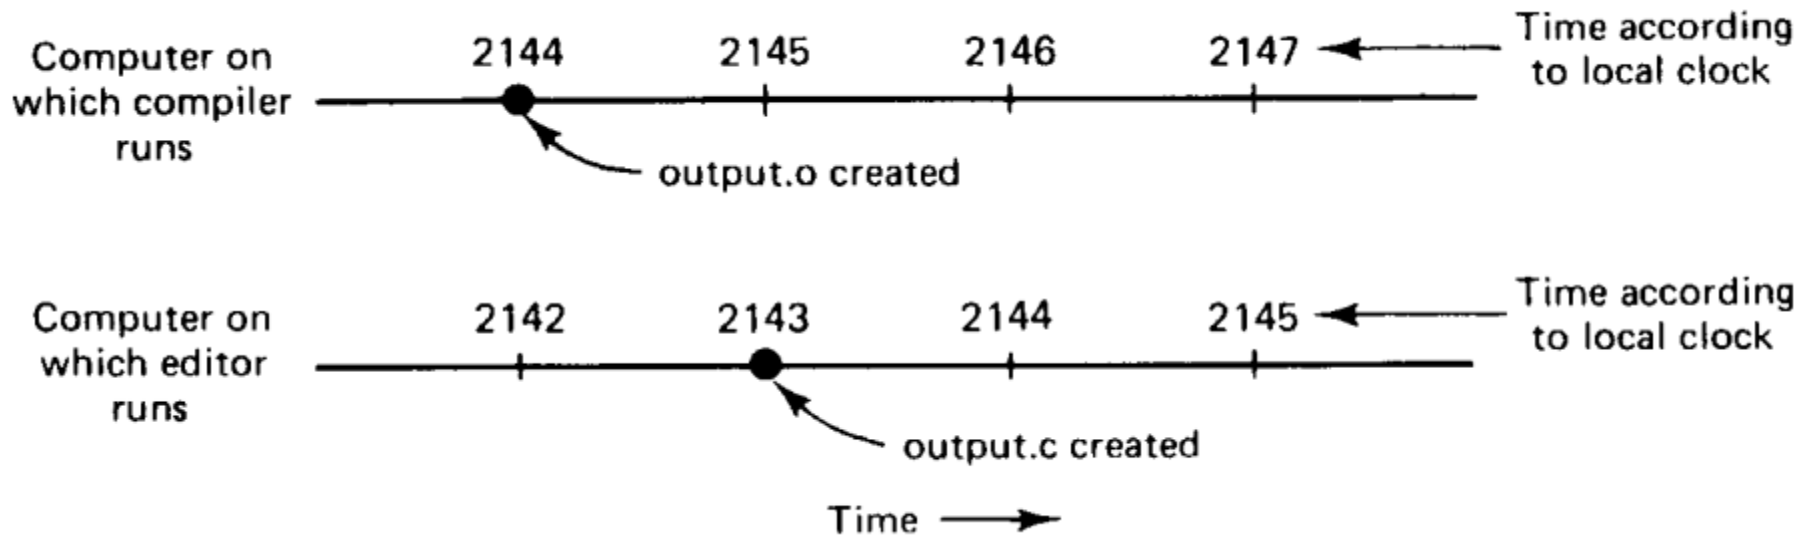 Computer on
which compiler
runs
2144 2145 2146 2147
Time according
to local clock
output.o created
Computer on
which editor
runs
2142 2143 2144 2145
Time according
to local clock
output.c created
Time